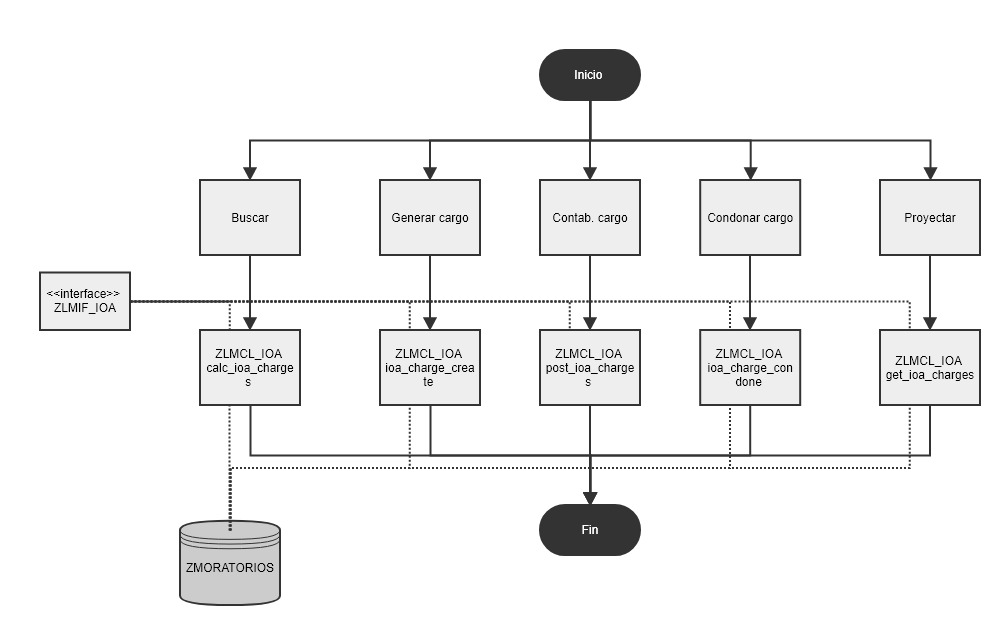 Inicio
Buscar
Generar cargo
Contab. cargo
Condonar cargo
Proyectar
<<interface>>
ZLMIF_IOA
ZLMCL_IOA
calc_ioa_charge
s
ZLMCL_IOA
ioa_charge_crea
te
ZLMCL_IOA
post_ioa_charge
s
ZLMCL_IOA
ioa_charge_con
done
ZLMCL_IOA
get_ioa_charges
Fin
ZMORATORIOS